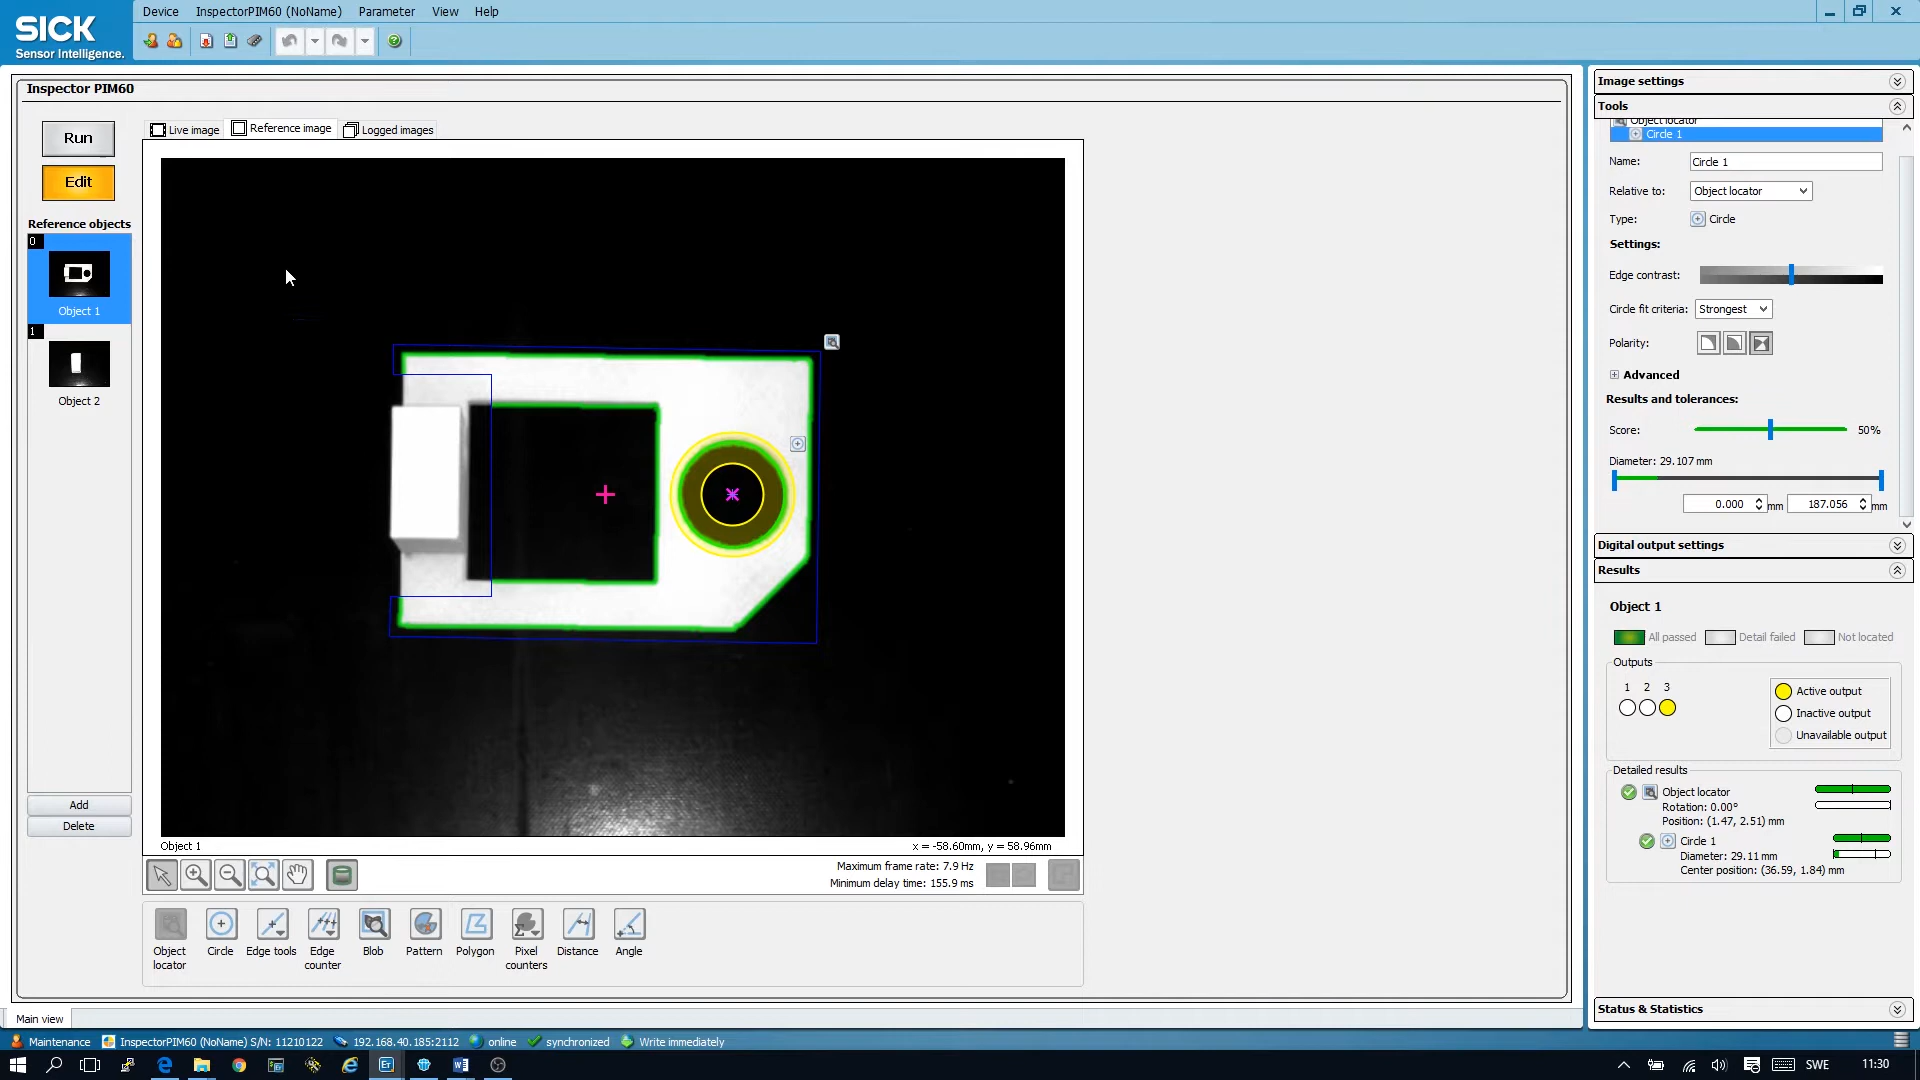 SICK
Sensor Intelligence.
Device InspectorPIM60 (NoName) Parameter View Help
Inspector PIM60
Run
Edit
Reference objects
0
Object 1
1
Object 2
Add
Delete
Live image Reference image Logged images
Object 1 x = -58.60mm, y = 58.96mm
Maximum frame rate: 7.9 Hz
Minimum delay time: 155.9 ms
Object locator
Circle
Edge tools
Edge counter
Blob
Pattern
Polygon
Pixel counters
Distance
Angle
Main view
Image settings
Tools
Object locator
Circle 1
Name: Circle 1
Relative to: Object locator
Type: Circle
Settings:
Edge contrast:
Circle fit criteria: Strongest
Polarity:
Advanced
Results and tolerances:
Score: 50%
Diameter: 29.107 mm
0.000 mm 187.056 mm
Digital output settings
Results
Object 1
All passed Detail failed Not located
Outputs
1 2 3
Active output
Inactive output
Unavailable output
Detailed results
Object locator
Rotation: 0.00°
Position: (1.47, 2.51) mm
Circle 1
Diameter: 29.11 mm
Center position: (36.59, 1.84) mm
Status & Statistics
Maintenance InspectorPIM60 (NoName) S/N: 11210122 192.168.40.185:2112 online synchronized Write immediately
SWE 11:30